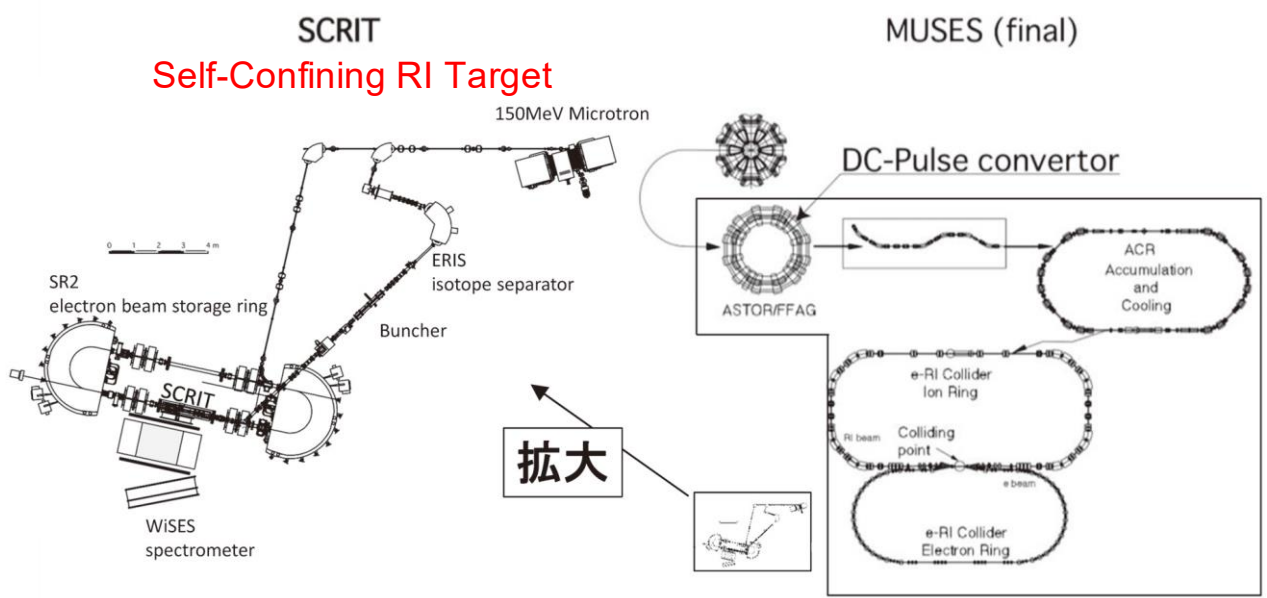 SCRIT
Self-Confining RI Target
150MeV Microtron
0 1 2 3 4 m
ERIS
isotope separator
SR2
electron beam storage ring
Buncher
SCRIT
WiSES
spectrometer
拡大
MUSES (final)
DC-Pulse convertor
ASTOR/FFAG
ACR
Accumulation
and
Cooling
e-RI Collider
Ion Ring
RI beam
Colliding
point
e beam
e-RI Collider
Electron Ring